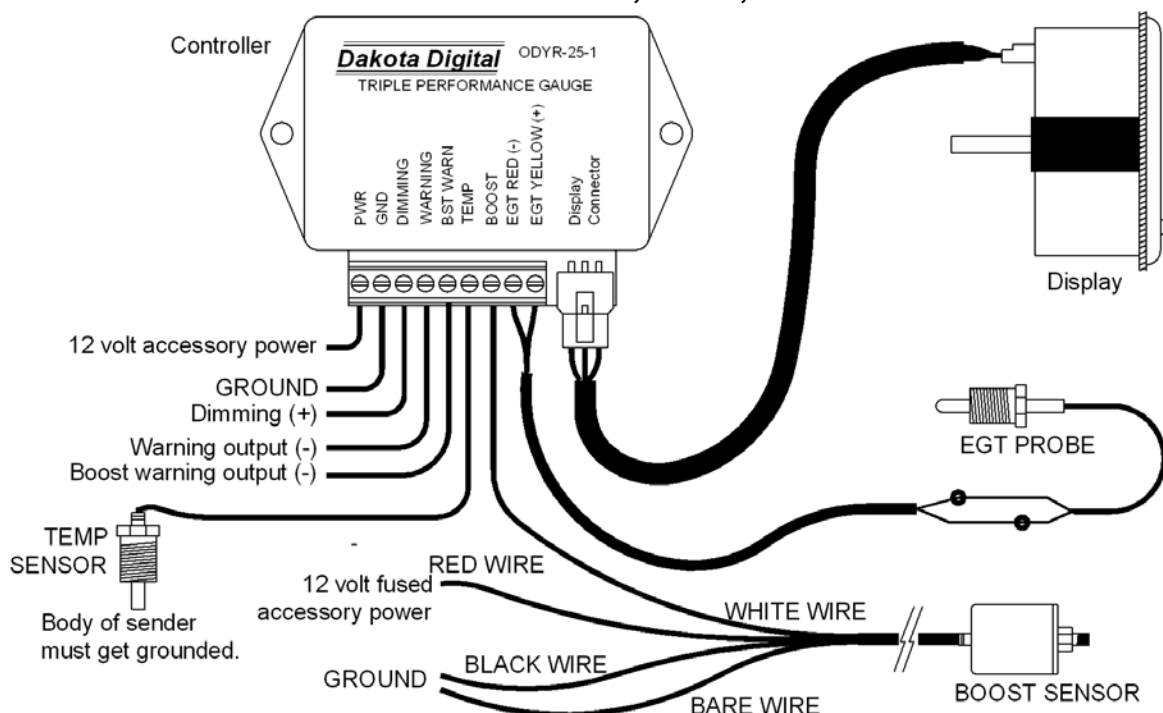 Controller
Dakota Digital
ODYR-25-1
TRIPLE PERFORMANCE GAUGE
PWR
GND
DIMMING
WARNING
BST WARN
TEMP
BOOST
EGT RED (-)
EGT YELLOW (+)
Display
Connector
Display
12 volt accessory power
GROUND
Dimming (+)
Warning output (-)
Boost warning output (-)
EGT PROBE
TEMP
SENSOR
Body of sender
must get grounded.
-
RED WIRE
12 volt fused
accessory power
WHITE WIRE
BLACK WIRE
GROUND
BARE WIRE
BOOST SENSOR